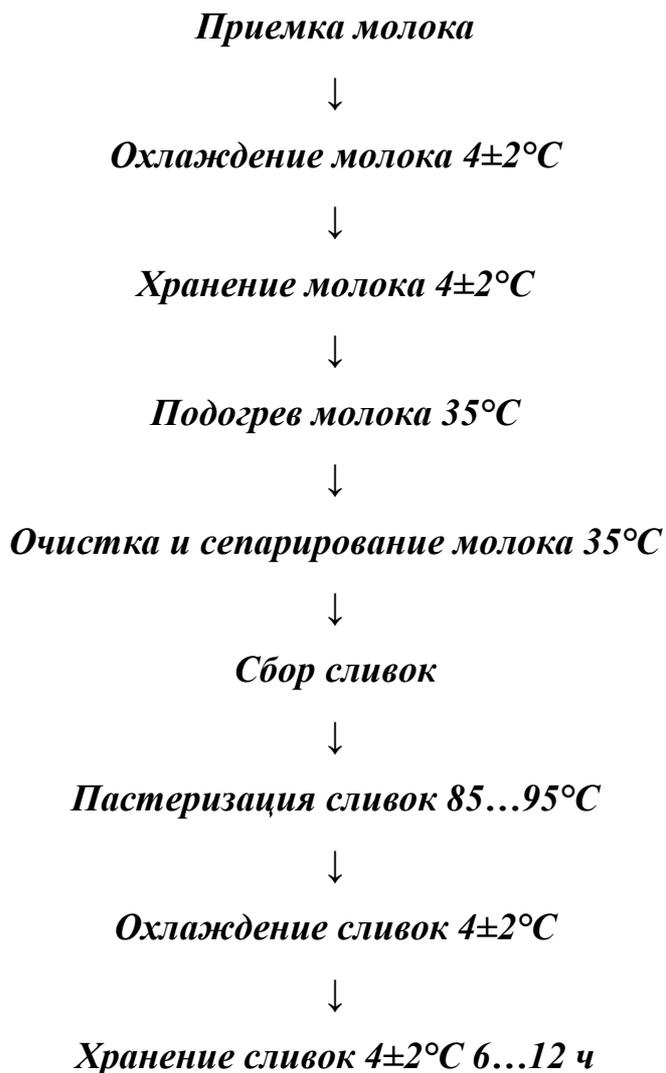 Приемка молока
↓
Охлаждение молока 4±2°С
↓
Хранение молока 4±2°С
↓
Подогрев молока 35°С
↓
Очистка и сепарирование молока 35°С
↓
Сбор сливок
↓
Пастеризация сливок 85…95°С
↓
Охлаждение сливок 4±2°С
↓
Хранение сливок 4±2°С 6…12 ч